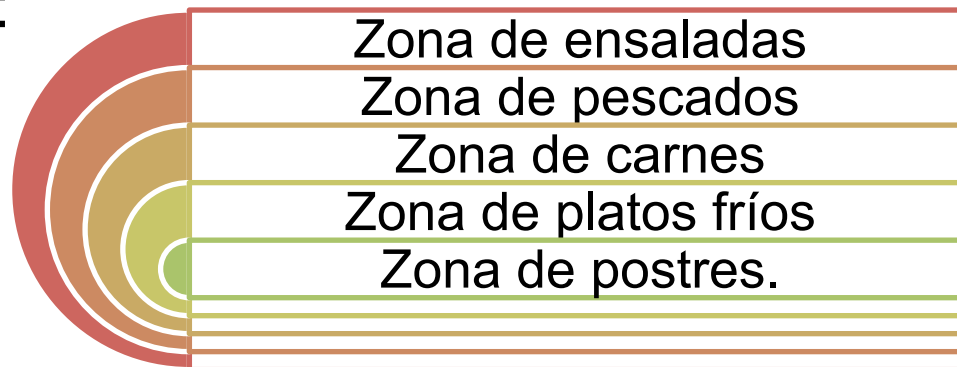 Zona de ensaladas
Zona de pescados
Zona de carnes
Zona de platos fríos
Zona de postres.